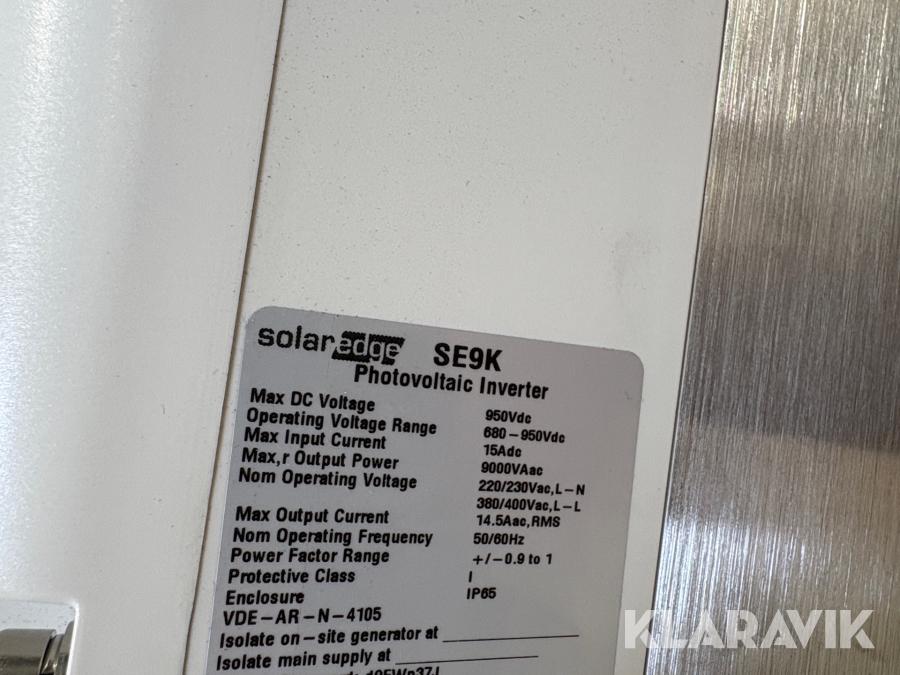 solaredge SE9K
Photovoltaic Inverter
Max DC Voltage 950Vdc
Operating Voltage Range 680-950Vdc
Max Input Current 15Adc
Max,r Output Power 9000VAac
Nom Operating Voltage 220/230Vac,L-N
380/400Vac,L-L
Max Output Current 14.5Aac,RMS
Nom Operating Frequency 50/60Hz
Power Factor Range +/-0.9 to 1
Protective Class I
Enclosure IP65
VDE-AR-N-4105
Isolate on-site generator at
Isolate main supply at
KLARAVIK